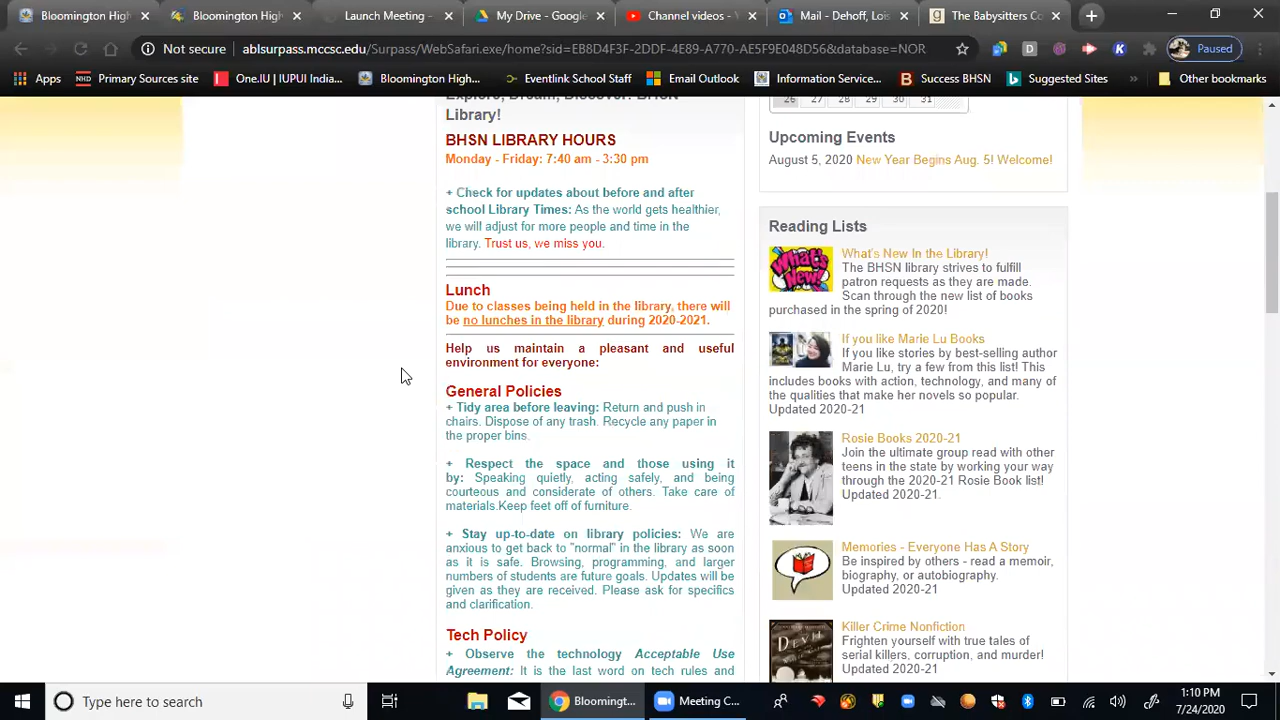 Bloomington High
Bloomington High
Launch Meeting -
My Drive - Google
Channel videos -
Mail - Dehoff, Lois
The Babysitters Co
Not secure
ablsurpass.mccsc.edu/Surpass/WebSafari.exe/home?sid=EB8D4F3F-2DDF-4E89-A770-AE5F9E048D56&database=NOR
Paused
Apps
Primary Sources site
One.IU | IUPUI India...
Bloomington High...
Eventlink School Staff
Email Outlook
Information Service...
Success BHSN
Suggested Sites
Other bookmarks
Explore, Dream, Discover! BHSN
Library!
BHSN LIBRARY HOURS
Monday - Friday: 7:40 am - 3:30 pm
+ Check for updates about before and after
school Library Times: As the world gets healthier,
we will adjust for more people and time in the
library. Trust us, we miss you.
Lunch
Due to classes being held in the library, there will
be no lunches in the library during 2020-2021.
Help us maintain a pleasant and useful
environment for everyone:
General Policies
+ Tidy area before leaving: Return and push in
chairs. Dispose of any trash. Recycle any paper in
the proper bins.
+ Respect the space and those using it
by: Speaking quietly, acting safely, and being
courteous and considerate of others. Take care of
materials.Keep feet off of furniture.
+ Stay up-to-date on library policies: We are
anxious to get back to "normal" in the library as soon
as it is safe. Browsing, programming, and larger
numbers of students are future goals. Updates will be
given as they are received. Please ask for specifics
and clarification.
Tech Policy
+ Observe the technology Acceptable Use
Agreement: It is the last word on tech rules and
26 27 28 29 30 31
Upcoming Events
August 5, 2020 New Year Begins Aug. 5! Welcome!
Reading Lists
What's New!
What's New In the Library!
The BHSN library strives to fulfill
patron requests as they are made.
Scan through the new list of books
purchased in the spring of 2020!
If you like Marie Lu Books
If you like stories by best-selling author
Marie Lu, try a few from this list! This
includes books with action, technology, and many of
the qualities that make her novels so popular.
Updated 2020-21
Rosie Books 2020-21
Join the ultimate group read with other
teens in the state by working your way
through the 2020-21 Rosie Book list!
Updated 2020-21.
Memories - Everyone Has A Story
Be inspired by others - read a memoir,
biography, or autobiography.
Updated 2020-21
Killer Crime Nonfiction
Frighten yourself with true tales of
serial killers, corruption, and murder!
Updated 2020-21
DEVIL
Type here to search
Bloomingt...
Meeting C...
1:10 PM
7/24/2020